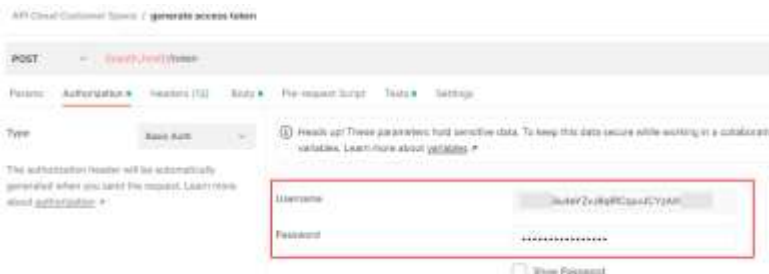 API Cloud Customer Space / generate access token
POST /token
Params Authorization Headers (12) Body Pre-request Script Tests Settings
Type Basic Auth
Heads up! These parameters hold sensitive data. To keep this data secure while working in a collaborati
variables. Learn more about variables
The authorization header will be automatically
generated when you send the request. Learn more
about authorization
Username
Password
Show Password